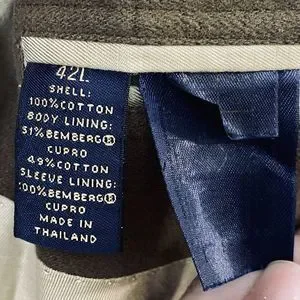 42L
SHELL:
100%COTTON
BODY LINING:
51%BEMBERG®
CUPRO
49%COTTON
SLEEVE LINING:
100%BEMBERG®
CUPRO
MADE IN
THAILAND